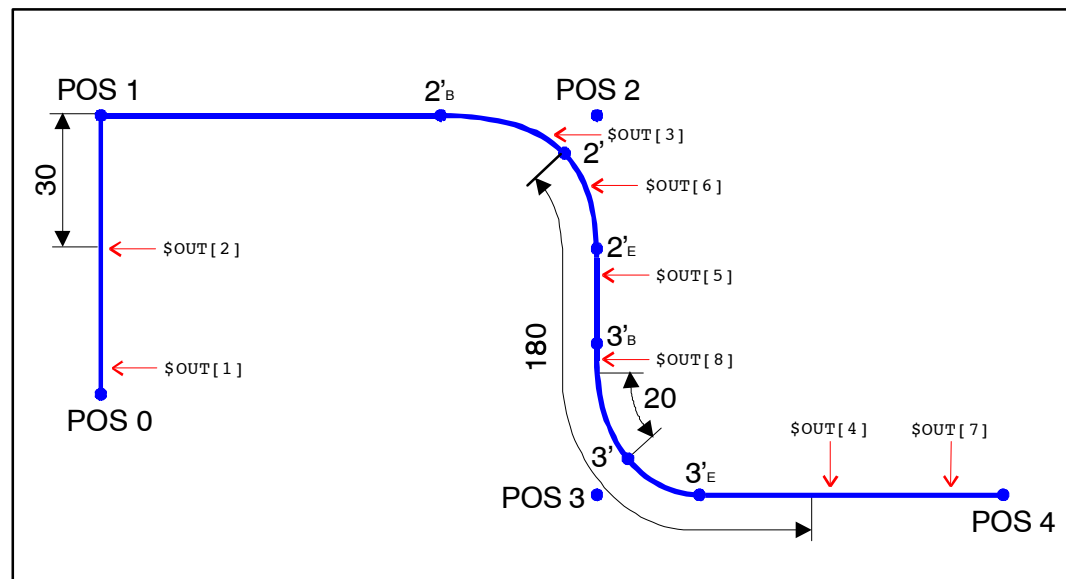 POS 1
2'B
POS 2
$OUT[3]
2'
30
$OUT[6]
$OUT[2]
2'E
$OUT[5]
180
3'B
$OUT[8]
$OUT[1]
20
POS 0
$OUT[4]
$OUT[7]
3'
3'E
POS 3
POS 4